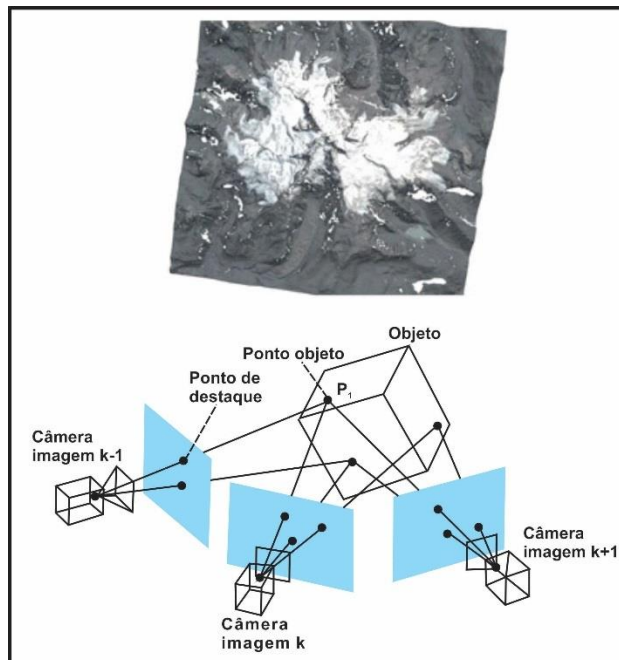 Objeto
Ponto objeto
P1
Ponto de
destaque
Câmera
imagem k-1
Câmera
imagem k+1
Câmera
imagem k